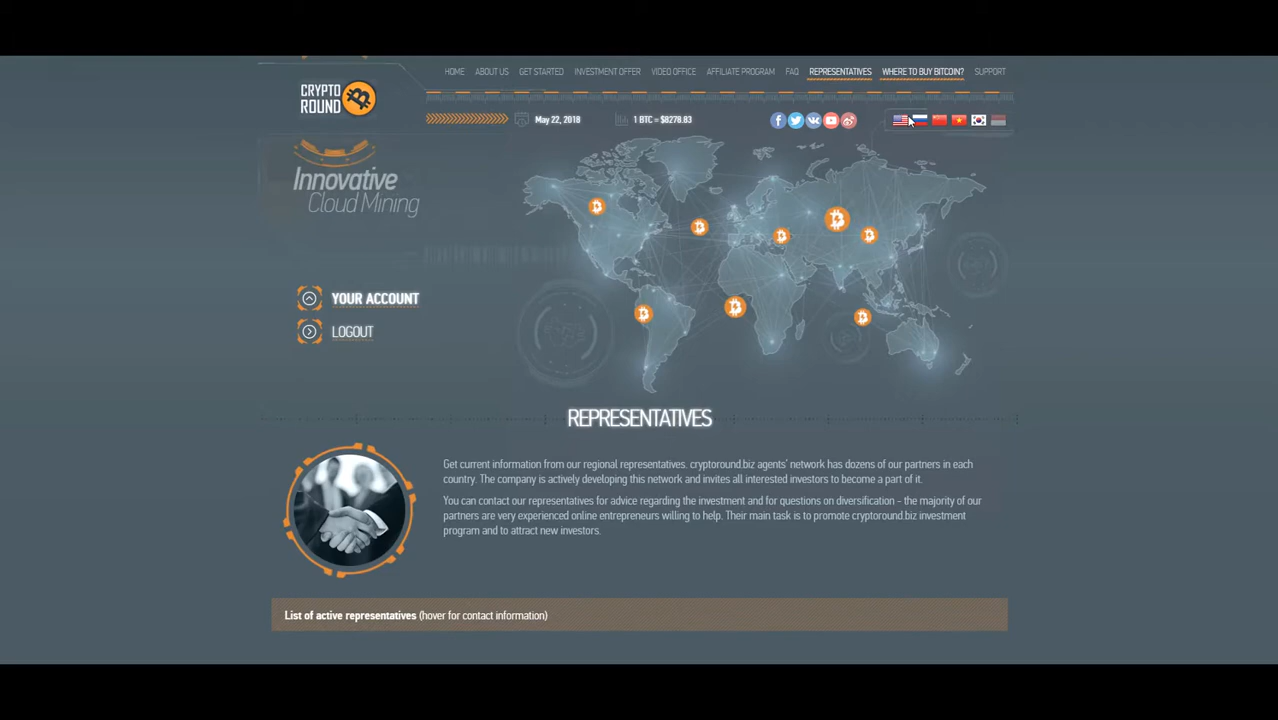 HOME ABOUT US GET STARTED INVESTMENT OFFER VIDEO OFFICE AFFILIATE PROGRAM FAQ REPRESENTATIVES WHERE TO BUY BITCOIN? SUPPORT
CRYPTO
ROUND
May 22, 2018
1 BTC = $8278.83
Innovative
Cloud Mining
YOUR ACCOUNT
LOGOUT
REPRESENTATIVES
Get current information from our regional representatives. cryptoround.biz agents' network has dozens of our partners in each
country. The company is actively developing this network and invites all interested investors to become a part of it.
You can contact our representatives for advice regarding the investment and for questions on diversification - the majority of our
partners are very experienced online entrepreneurs willing to help. Their main task is to promote cryptoround.biz investment
program and to attract new investors.
List of active representatives (hover for contact information)